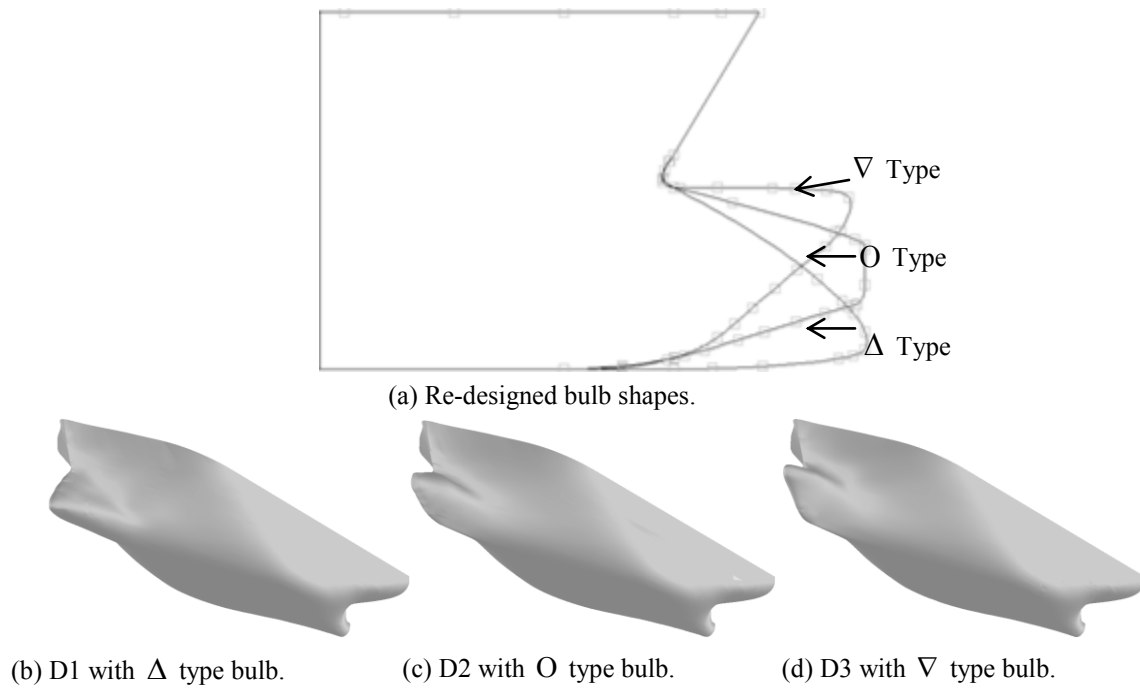 ∇ Type
O Type
Δ Type
(a) Re-designed bulb shapes.
(b) D1 with Δ type bulb.
(c) D2 with O type bulb.
(d) D3 with ∇ type bulb.